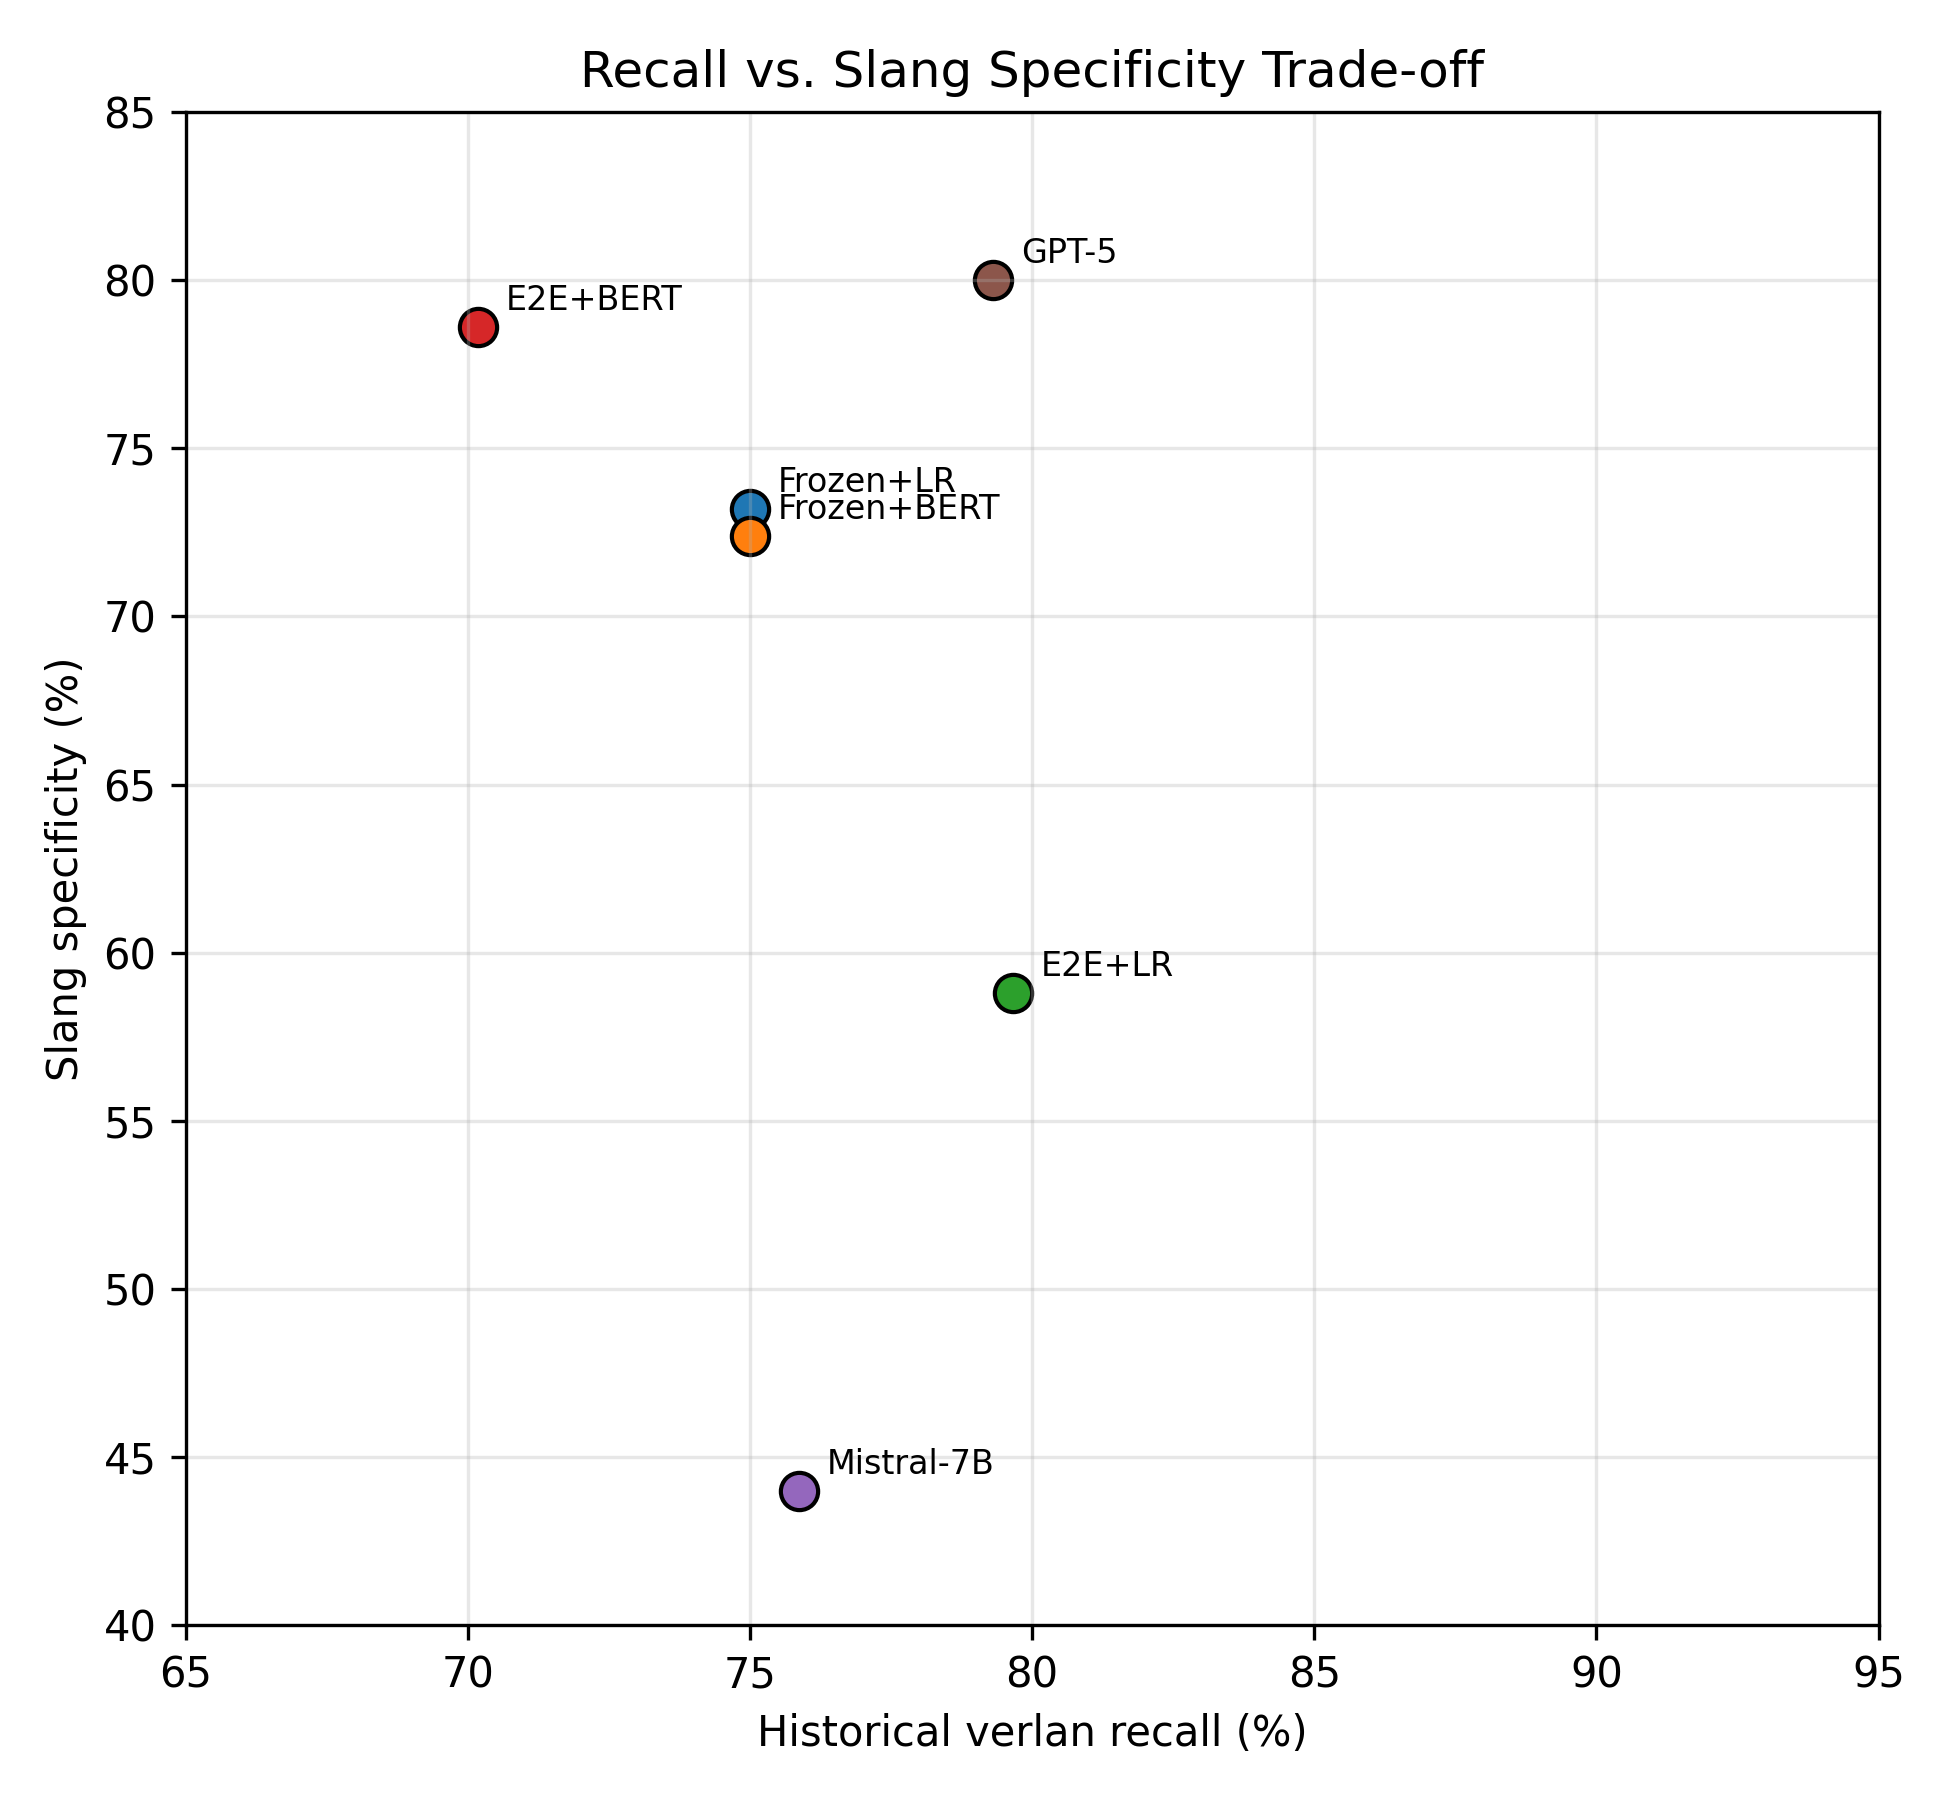 Recall vs. Slang Specificity Trade-off
85
80
75
70
65
60
55
50
45
40
Slang specificity (%)
GPT-5
E2E+BERT
Frozen+LR
Frozen+BERT
E2E+LR
Mistral-7B
65 70 75 80 85 90 95
Historical verlan recall (%)